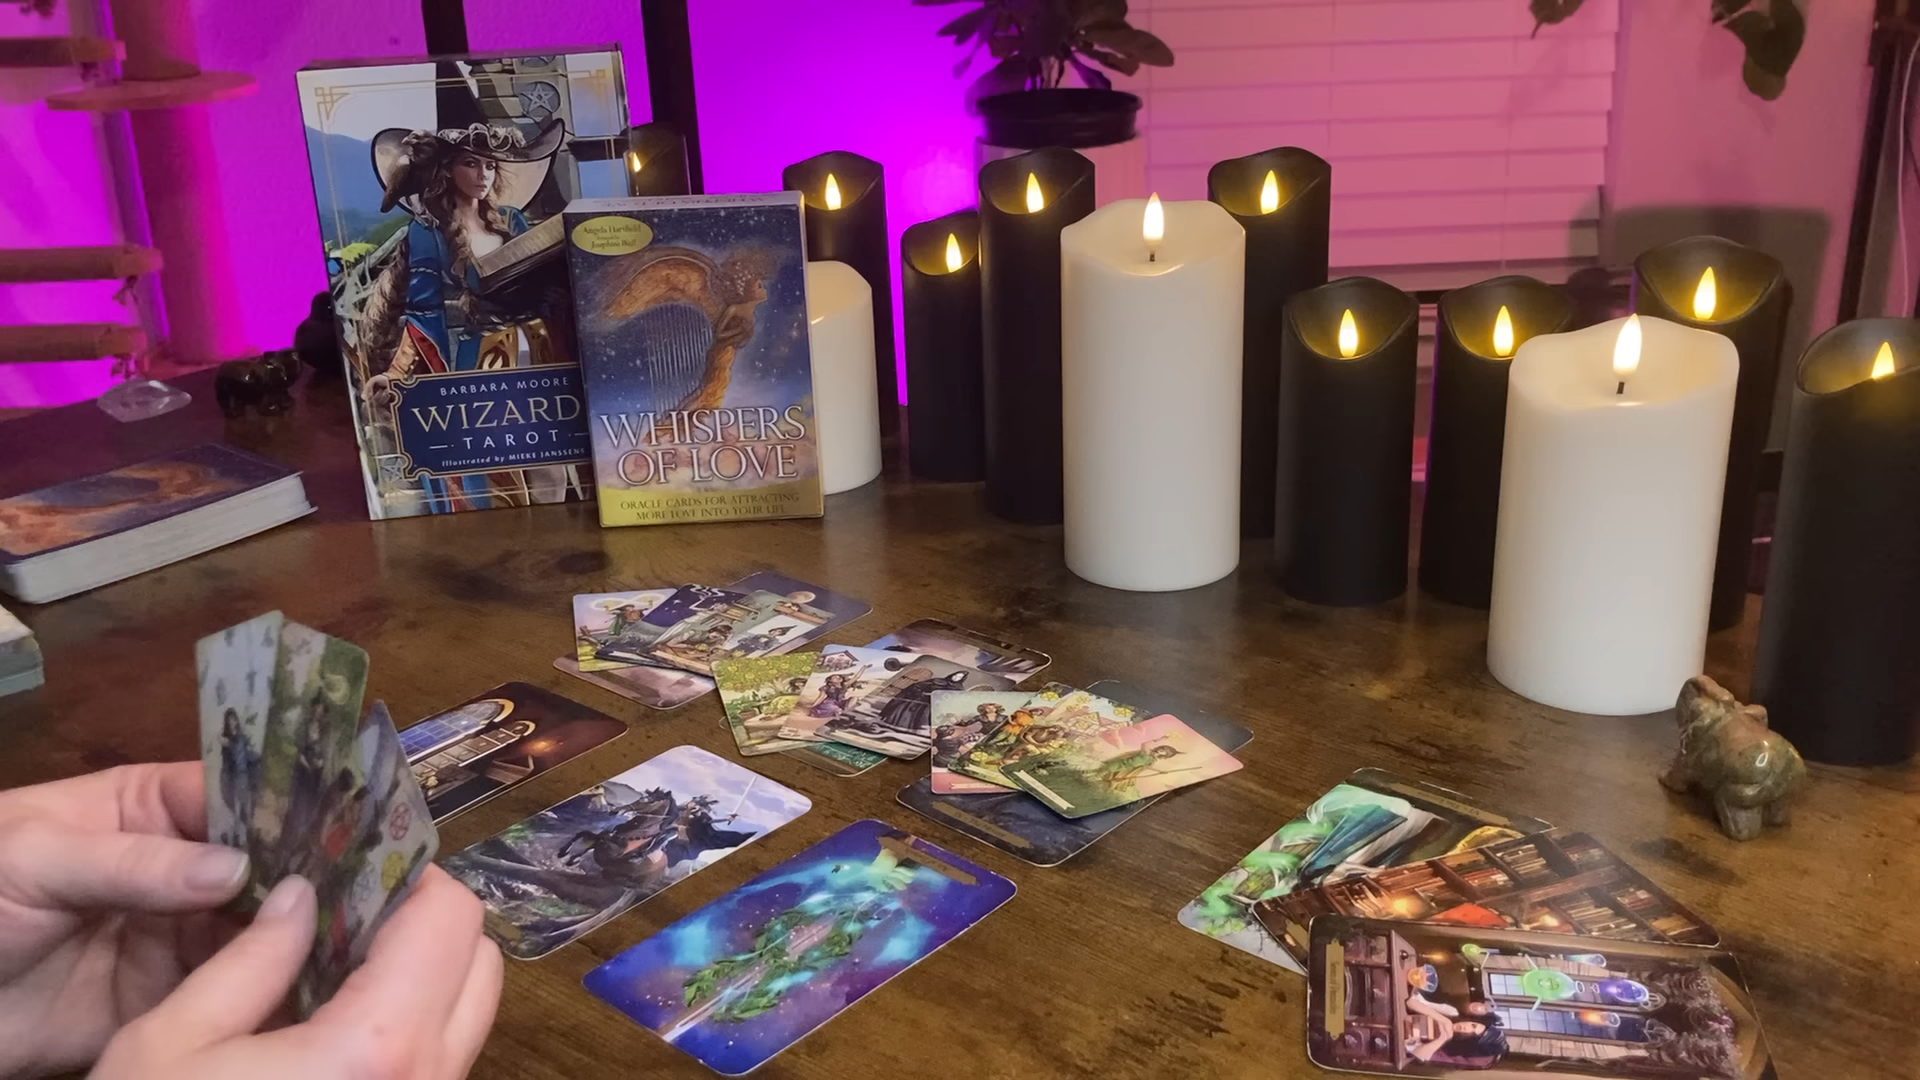 BARBARA MOORE
WIZARD
TAROT
Illustrated by MIEKE JANSSENS
Angela Hartfield
Josephine Wall
WHISPERS
OF LOVE
ORACLE CARDS FOR ATTRACTING
MORE LOVE INTO YOUR LIFE